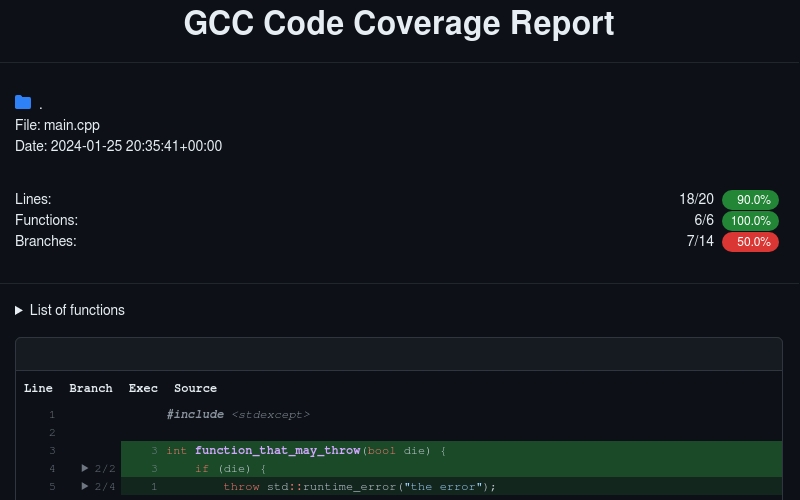 GCC Code Coverage Report
.
File: main.cpp
Date: 2024-01-25 20:35:41+00:00
Lines: 18/20 90.0%
Functions: 6/6 100.0%
Branches: 7/14 50.0%
▶ List of functions
Line Branch Exec Source
1 #include <stdexcept>
2
3 3 int function_that_may_throw(bool die) {
4 ▶ 2/2 3 if (die) {
5 ▶ 2/4 1 throw std::runtime_error("the error");